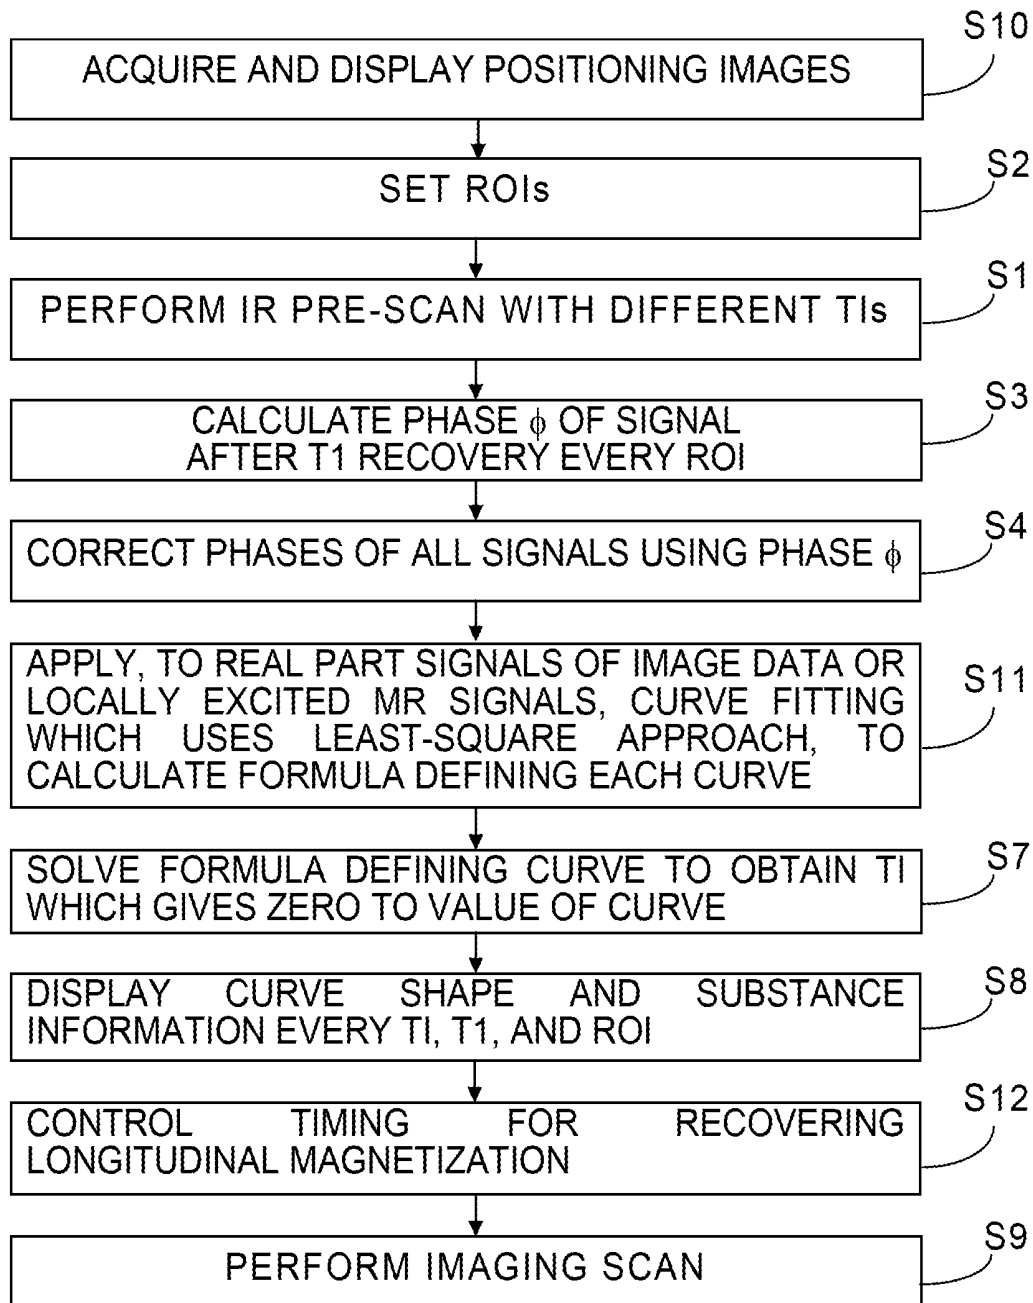 S10
ACQUIRE AND DISPLAY POSITIONING IMAGES
S2
SET ROIs
S1
PERFORM IR PRE-SCAN WITH DIFFERENT TIs
S3
CALCULATE PHASE ϕ OF SIGNAL
AFTER T1 RECOVERY EVERY ROI
S4
CORRECT PHASES OF ALL SIGNALS USING PHASE ϕ
S11
APPLY, TO REAL PART SIGNALS OF IMAGE DATA OR
LOCALLY EXCITED MR SIGNALS, CURVE FITTING
WHICH USES LEAST-SQUARE APPROACH, TO
CALCULATE FORMULA DEFINING EACH CURVE
S7
SOLVE FORMULA DEFINING CURVE TO OBTAIN TI
WHICH GIVES ZERO TO VALUE OF CURVE
S8
DISPLAY CURVE SHAPE AND SUBSTANCE
INFORMATION EVERY TI, T1, AND ROI
S12
CONTROL TIMING FOR RECOVERING
LONGITUDINAL MAGNETIZATION
S9
PERFORM IMAGING SCAN